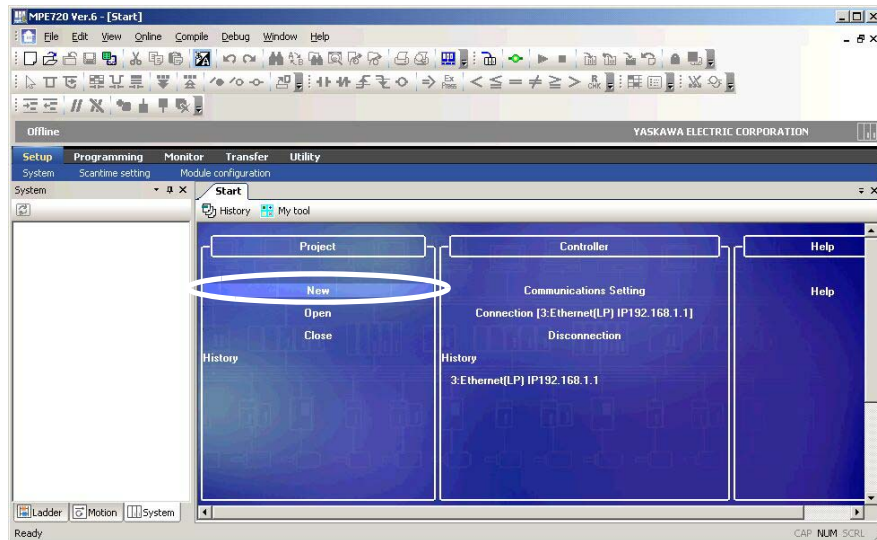 MPE720 Ver.6 - [Start]
File Edit View Online Compile Debug Window Help
Offline
YASKAWA ELECTRIC CORPORATION
Setup Programming Monitor Transfer Utility
System Scantime setting Module configuration
System
Start
History My tool
Project Controller Help
New Communications Setting Help
Open Connection [3:Ethernet(LP) IP192.168.1.1]
Close Disconnection
History History
3:Ethernet(LP) IP192.168.1.1
Ladder Motion System
Ready CAP NUM SCRL